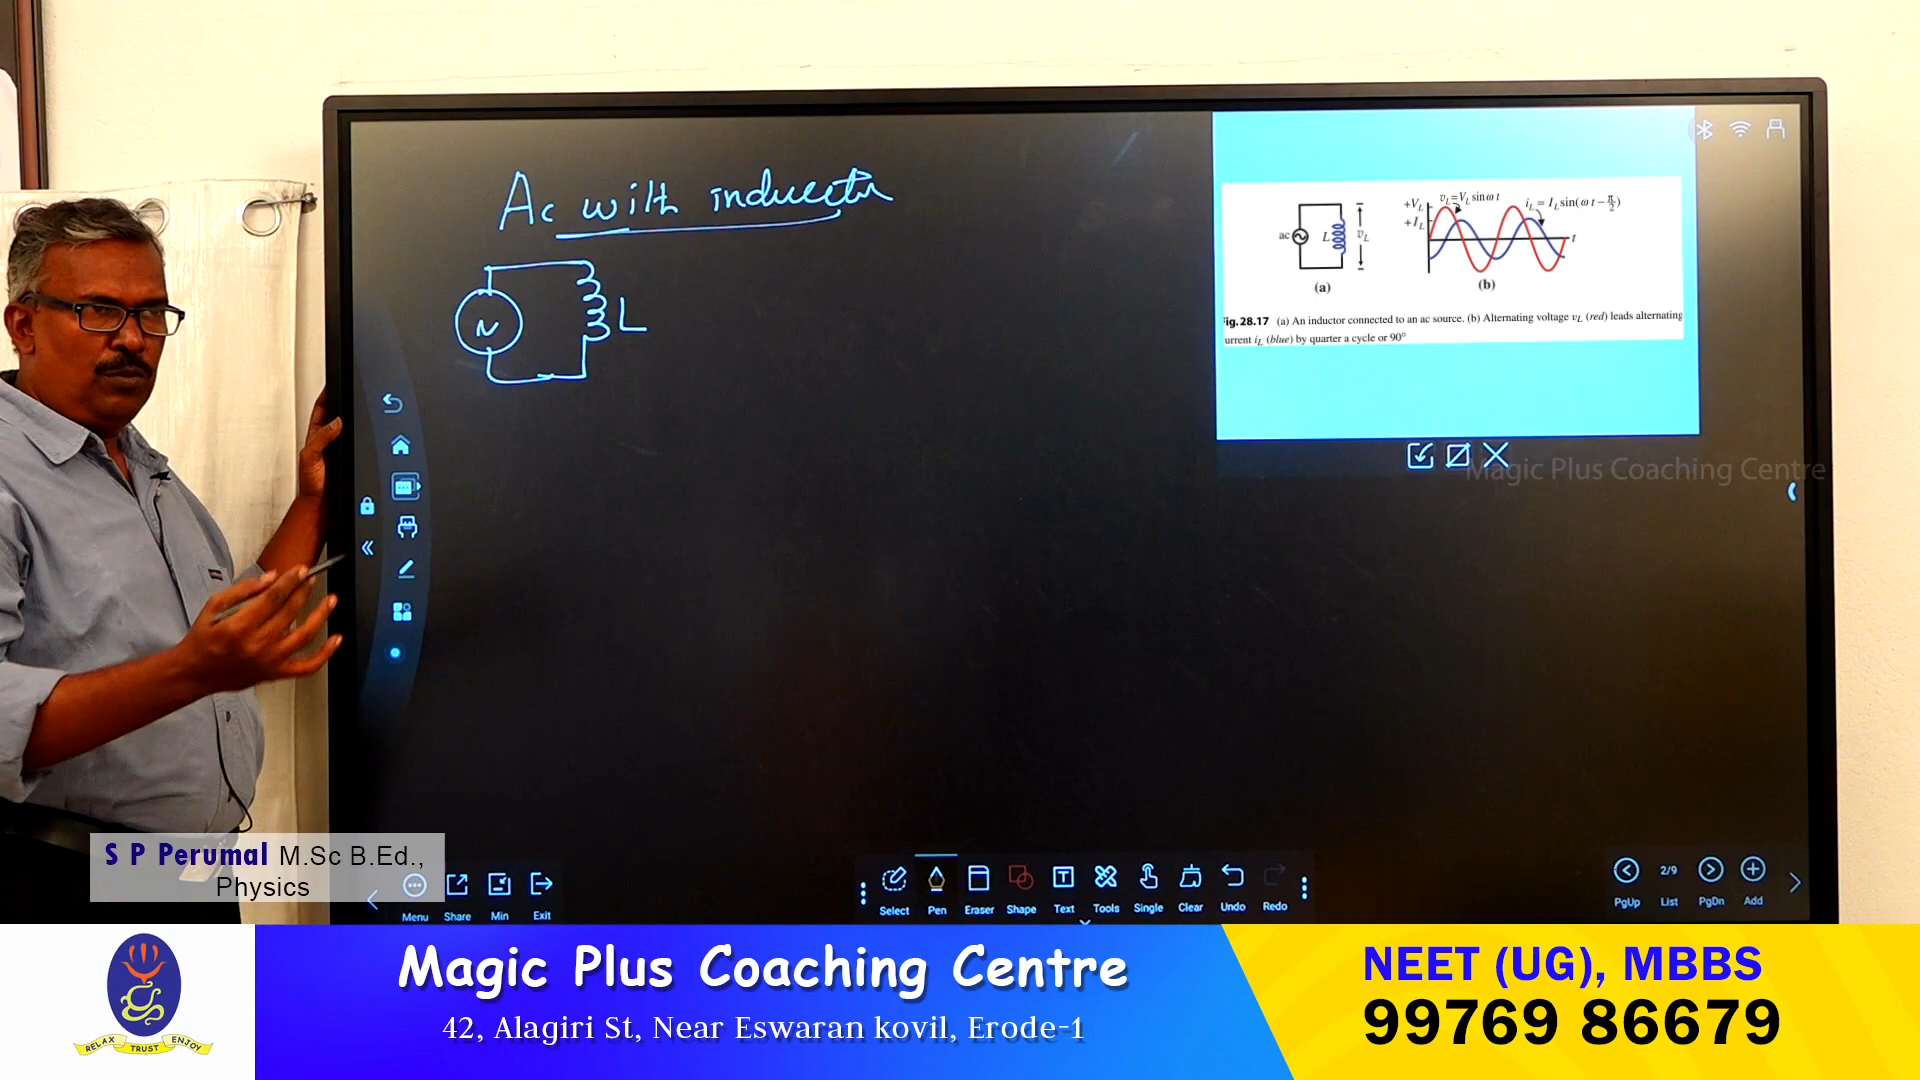 Ac with inductor
N
L
+V_L
v_L=V_L sin ω t
i_L = I_L sin(ω t − π/2)
+I_L
ac
L
v_L
t
(a)
(b)
ig.28.17 (a) An inductor connected to an ac source. (b) Alternating voltage v_L (red) leads alternating
urrent i_L (blue) by quarter a cycle or 90°
Magic Plus Coaching Centre
S P Perumal M.Sc B.Ed.,
Physics
Menu Share Min Exit
Select Pen Eraser Shape Text Tools Single Clear Undo Redo
2/9
PgUp List PgDn Add
RELAX TRUST ENJOY
Magic Plus Coaching Centre
42, Alagiri St, Near Eswaran kovil, Erode-1
NEET (UG), MBBS
99769 86679